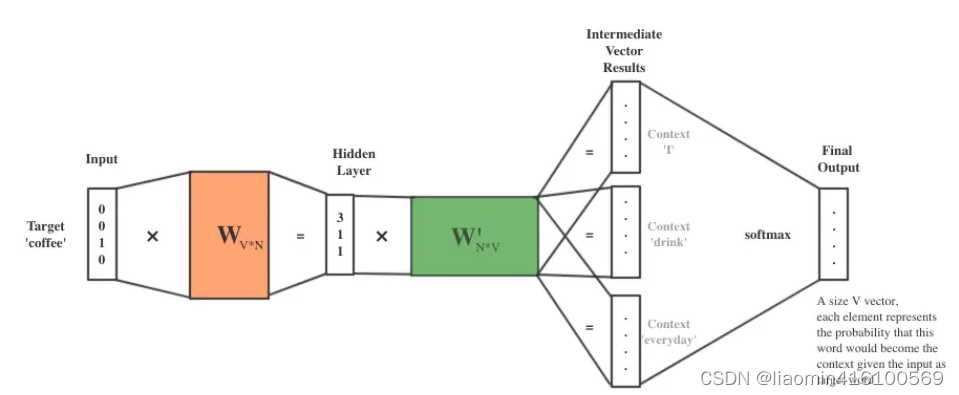 Intermediate
Vector
Results
Input
Hidden
Layer
Final
Output
Target
'coffee'
0
0
1
0
×
W V*N
=
3
1
1
×
W' N*V
=
Context
'I'
=
Context
'drink'
=
Context
'everyday'
softmax
A size V vector,
each element represents
the probability that this
word would become the
context given the input as
target word
CSDN @liaomin416100569